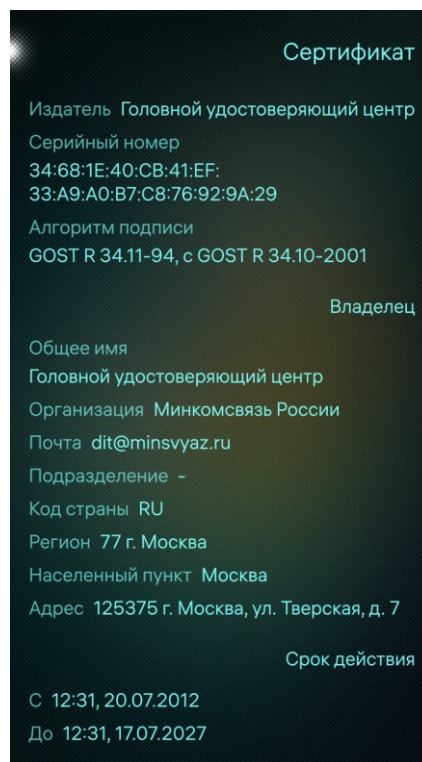 Сертификат
Издатель Головной удостоверяющий центр
Серийный номер
34:68:1E:40:CB:41:EF:
33:A9:A0:B7:C8:76:92:9A:29
Алгоритм подписи
GOST R 34.11-94, с GOST R 34.10-2001
Владелец
Общее имя
Головной удостоверяющий центр
Организация Минкомсвязь России
Почта dit@minsvyaz.ru
Подразделение -
Код страны RU
Регион 77 г. Москва
Населенный пункт Москва
Адрес 125375 г. Москва, ул. Тверская, д. 7
Срок действия
С 12:31, 20.07.2012
До 12:31, 17.07.2027